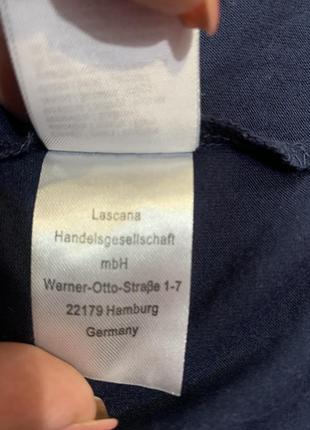 Lascana
Handelsgesellschaft
mbH
Werner-Otto-Straße 1-7
22179 Hamburg
Germany